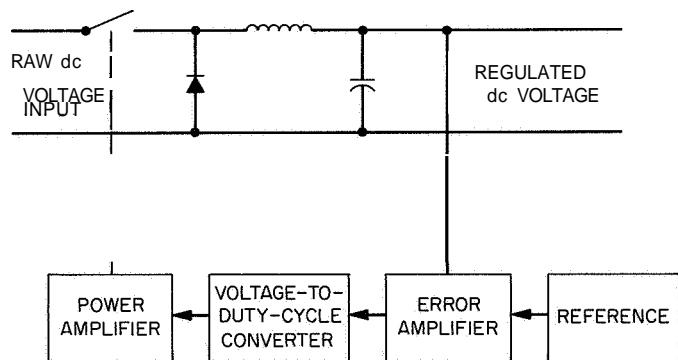 RAW dc
VOLTAGE
INPUT
REGULATED
dc VOLTAGE
POWER
AMPLIFIER
VOLTAGE-TO-
DUTY-CYCLE
CONVERTER
ERROR
AMPLIFIER
REFERENCE